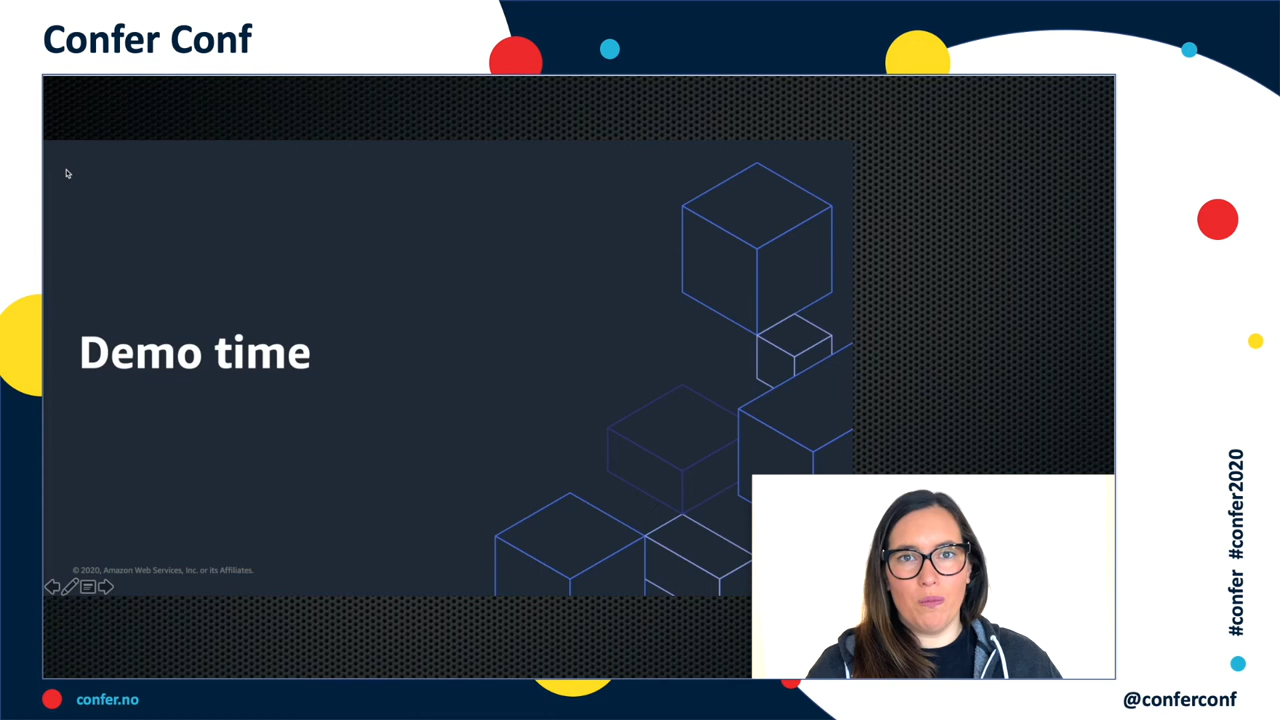 Confer Conf
Demo time
© 2020, Amazon Web Services, Inc. or its Affiliates.
#confer #confer2020
confer.no
@conferconf